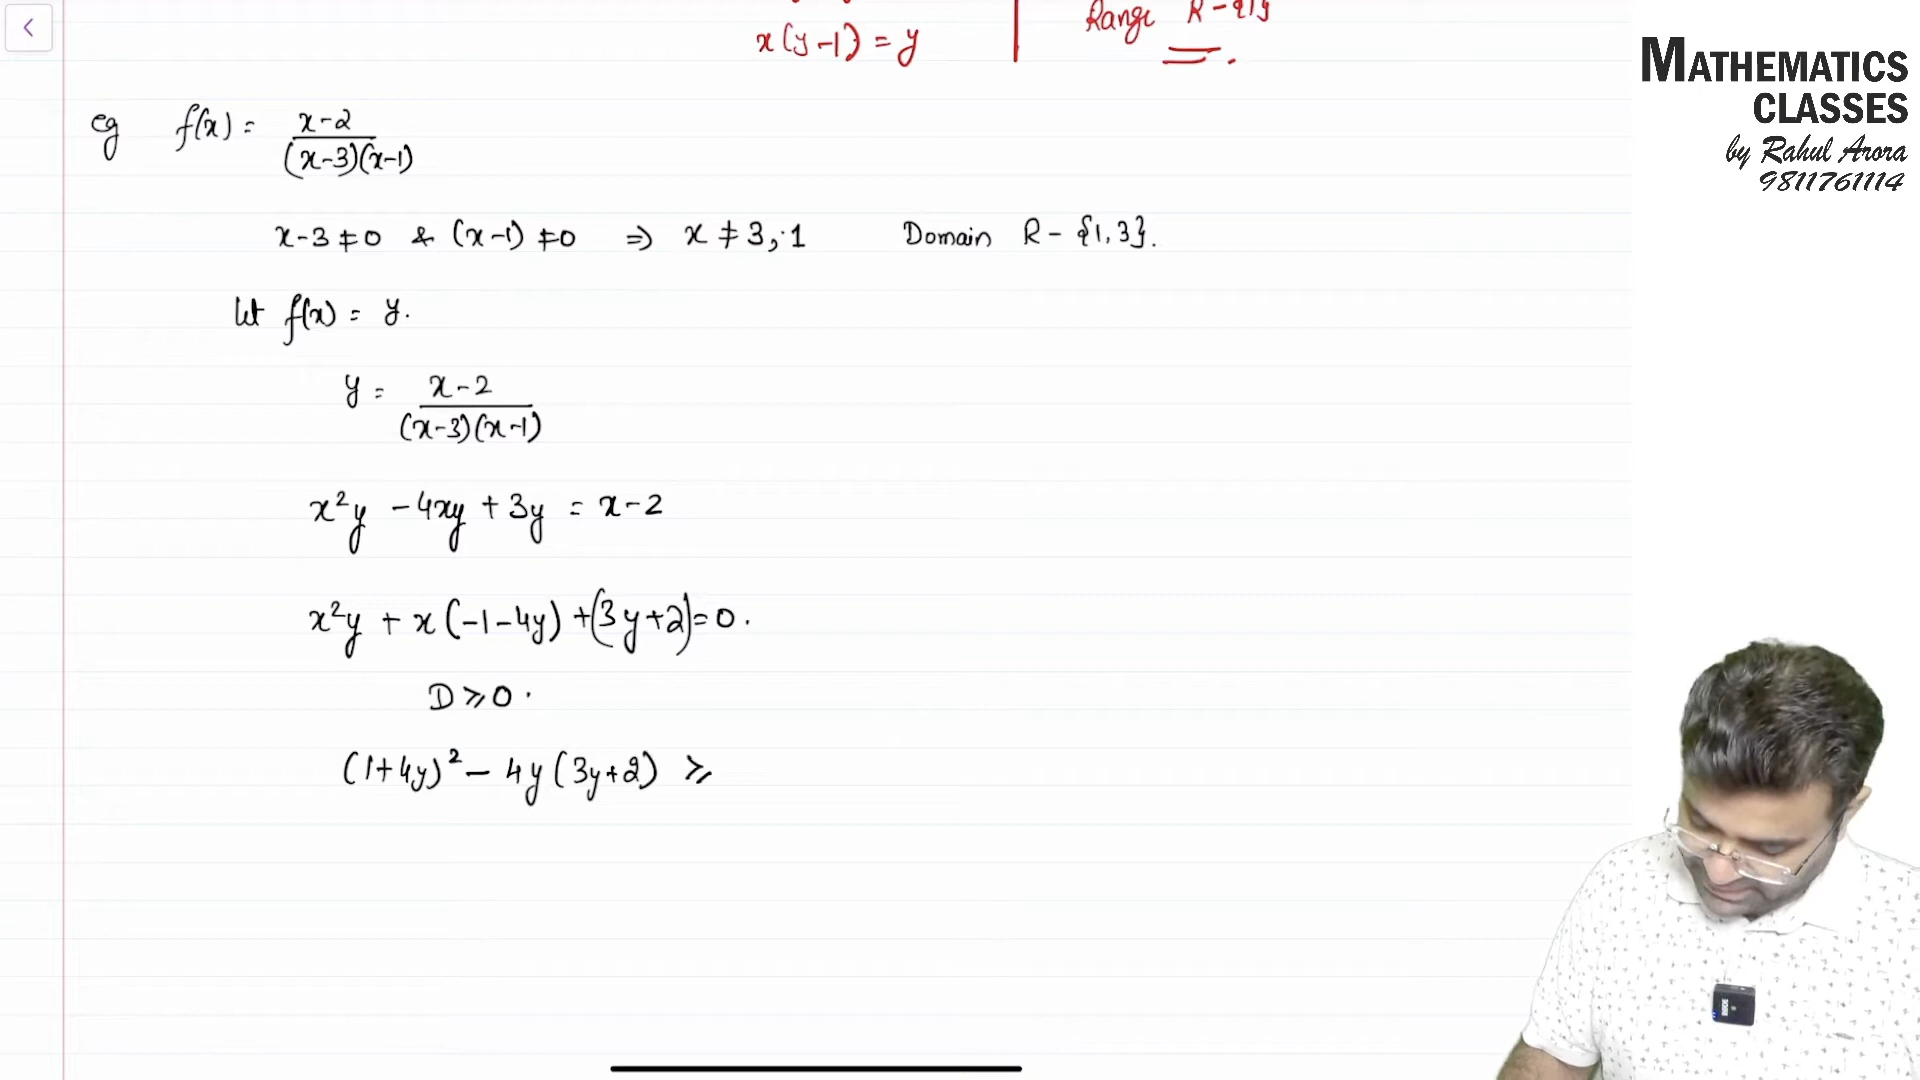 x(y-1) = y
Range R-{1}
MATHEMATICS
CLASSES
by Rahul Arora
9811761114
eg f(x) = x-2 / (x-3)(x-1)
x-3 ≠ 0 & (x-1) ≠ 0 ⇒ x ≠ 3, 1 Domain R - {1, 3}.
let f(x) = y.
y = x-2 / (x-3)(x-1)
x²y - 4xy + 3y = x-2
x²y + x(-1-4y) + (3y+2) = 0.
D ⩾ 0.
(1+4y)² - 4y(3y+2) ⩾